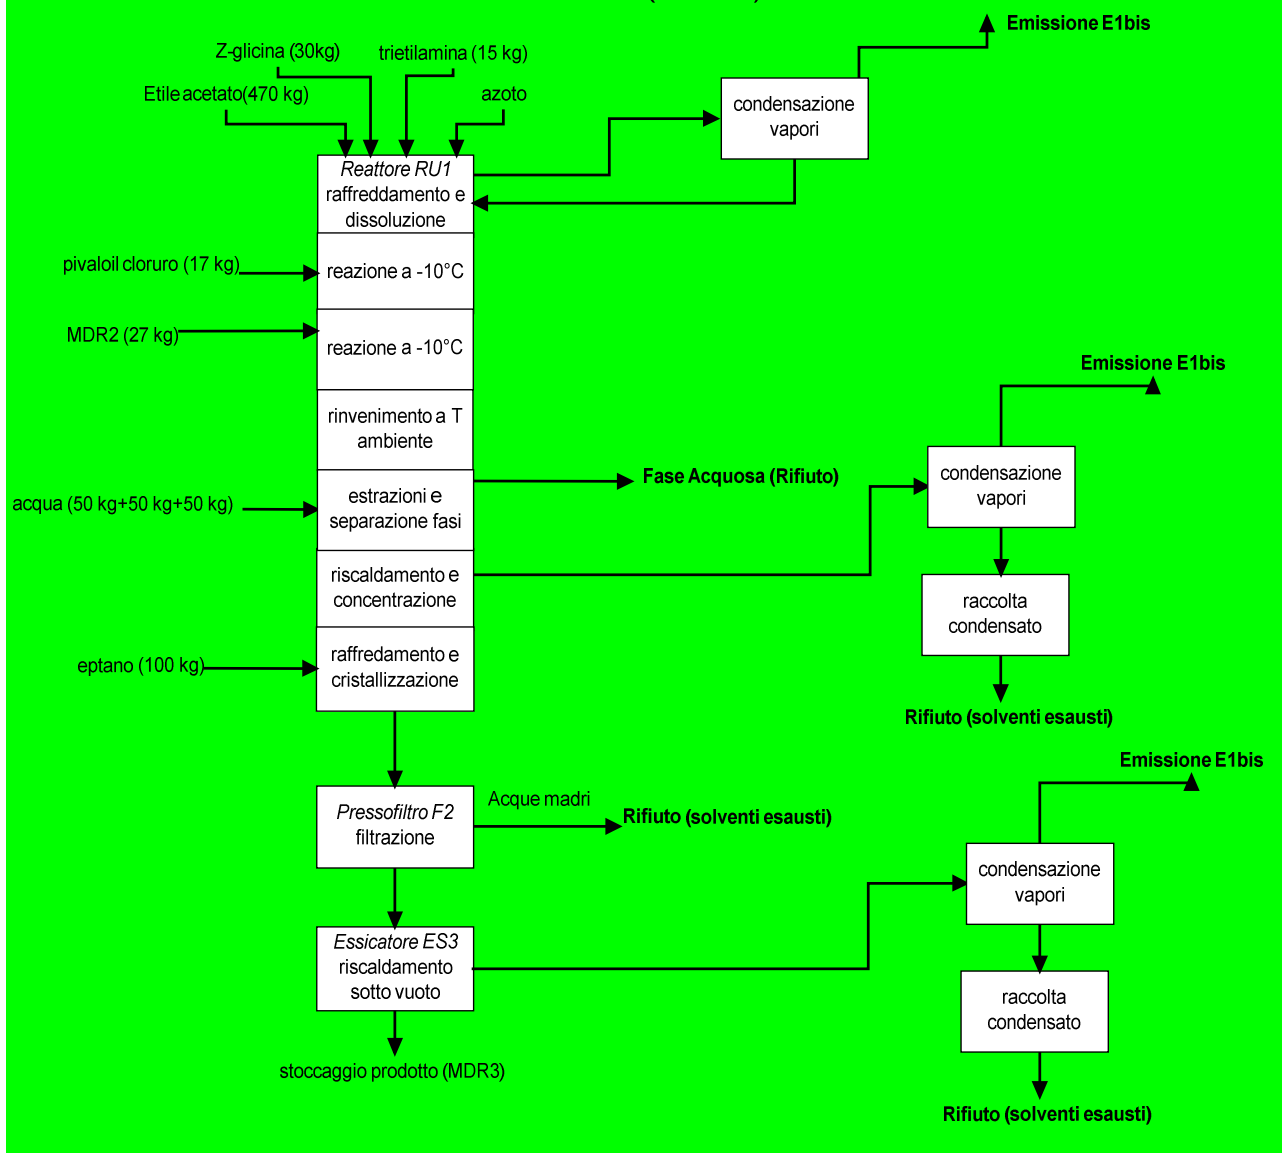 Emissione E1bis
Z-glicina (30kg)
trietilamina (15 kg)
Etile acetato(470 kg)
azoto
condensazione
vapori
Reattore RU1
raffreddamento e
dissoluzione
pivaloil cloruro (17 kg)
reazione a -10°C
MDR2 (27 kg)
reazione a -10°C
Emissione E1bis
rinvenimento a T
ambiente
condensazione
vapori
Fase Acquosa (Rifiuto)
acqua (50 kg+50 kg+50 kg)
estrazioni e
separazione fasi
riscaldamento e
concentrazione
raccolta
condensato
eptano (100 kg)
raffredamento e
cristallizzazione
Rifiuto (solventi esausti)
Emissione E1bis
Pressofiltro F2
filtrazione
Acque madri
Rifiuto (solventi esausti)
condensazione
vapori
Essicatore ES3
riscaldamento
sotto vuoto
raccolta
condensato
stoccaggio prodotto (MDR3)
Rifiuto (solventi esausti)